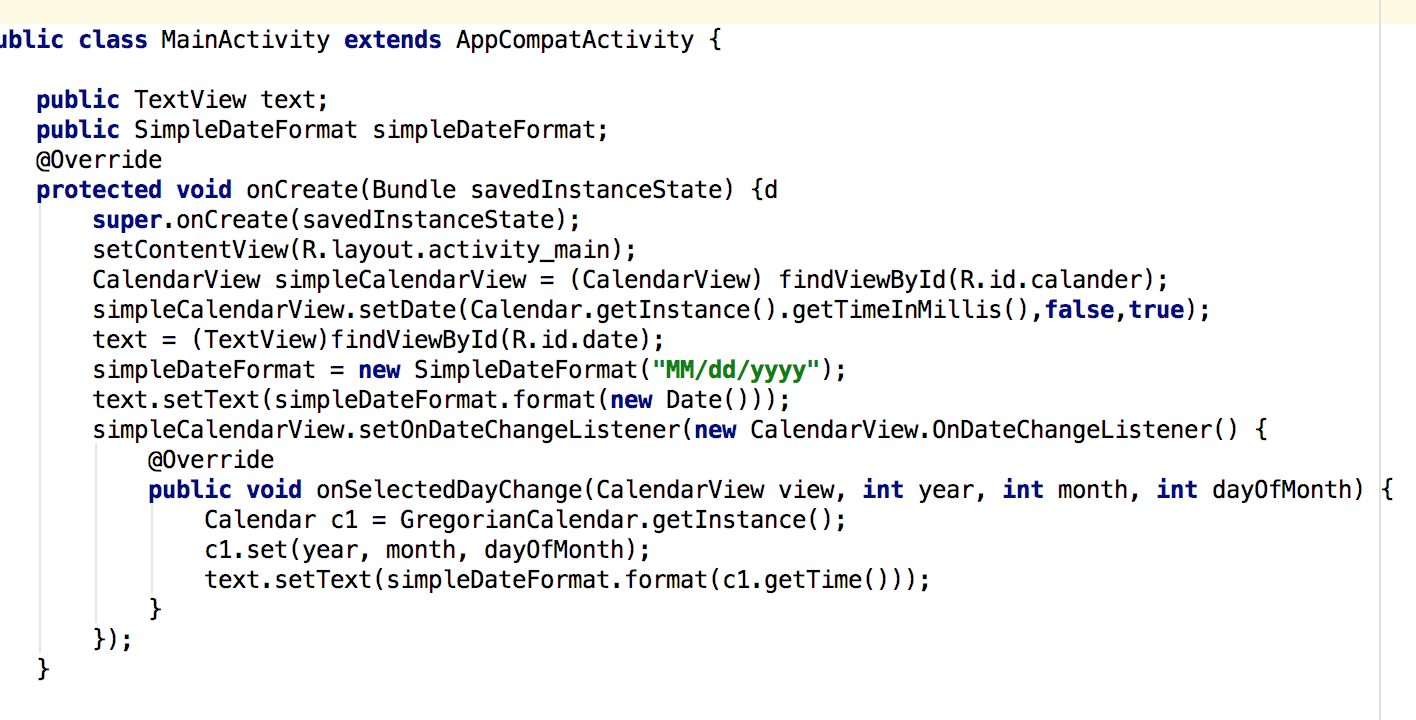 ublic class MainActivity extends AppCompatActivity {
public TextView text;
public SimpleDateFormat simpleDateFormat;
@Override
protected void onCreate(Bundle savedInstanceState) {d
super.onCreate(savedInstanceState);
setContentView(R.layout.activity_main);
CalendarView simpleCalendarView = (CalendarView) findViewById(R.id.calander);
simpleCalendarView.setDate(Calendar.getInstance().getTimeInMillis(),false,true);
text = (TextView)findViewById(R.id.date);
simpleDateFormat = new SimpleDateFormat("MM/dd/yyyy");
text.setText(simpleDateFormat.format(new Date()));
simpleCalendarView.setOnDateChangeListener(new CalendarView.OnDateChangeListener() {
@Override
public void onSelectedDayChange(CalendarView view, int year, int month, int dayOfMonth) {
Calendar c1 = GregorianCalendar.getInstance();
c1.set(year, month, dayOfMonth);
text.setText(simpleDateFormat.format(c1.getTime()));
}
});
}